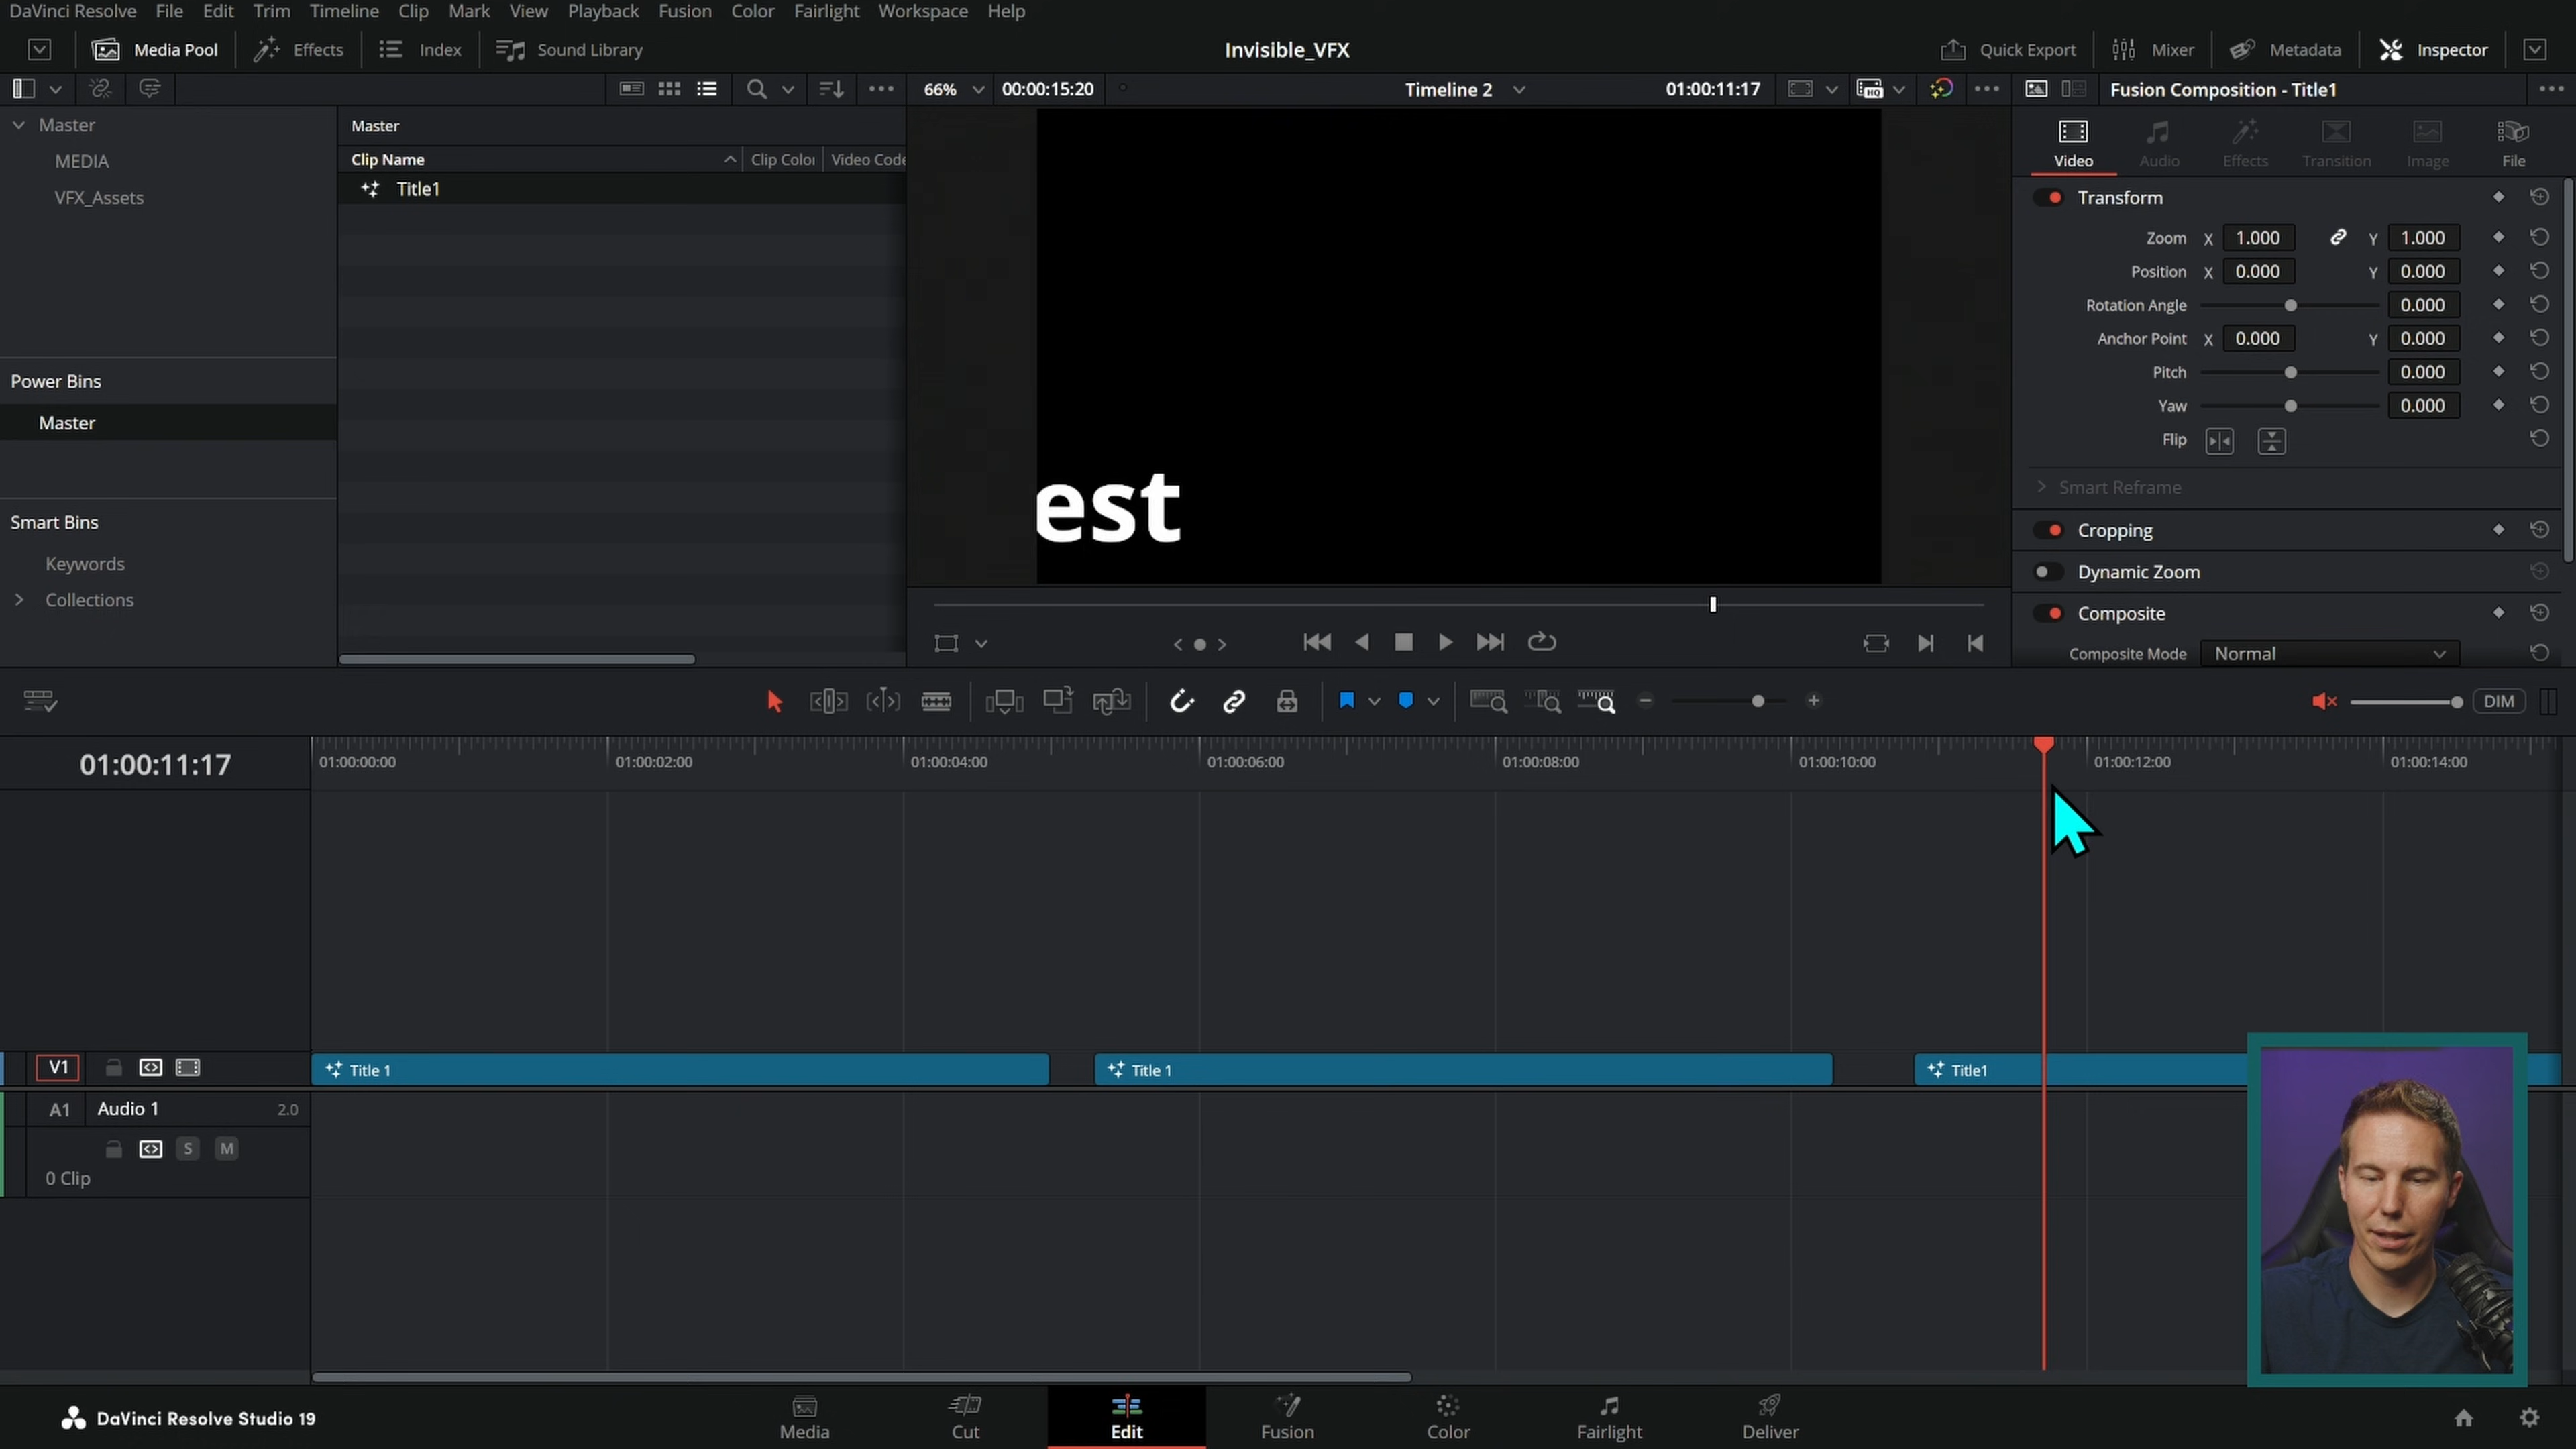 DaVinci Resolve File Edit Trim Timeline Clip Mark View Playback Fusion Color Fairlight Workspace Help
Media Pool Effects Index Sound Library Invisible_VFX Quick Export Mixer Metadata Inspector
66% 00:00:15:20 Timeline 2 01:00:11:17 HQ Fusion Composition - Title1
Master
MEDIA
VFX_Assets
Power Bins
Master
Smart Bins
Keywords
Collections
Master
Clip Name Clip Color Video Code
Title1
est
Video Audio Effects Transition Image File
Transform
Zoom X 1.000 Y 1.000
Position X 0.000 Y 0.000
Rotation Angle 0.000
Anchor Point X 0.000 Y 0.000
Pitch 0.000
Yaw 0.000
Flip
Smart Reframe
Cropping
Dynamic Zoom
Composite
Composite Mode Normal
DIM
01:00:11:17 01:00:00:00 01:00:02:00 01:00:04:00 01:00:06:00 01:00:08:00 01:00:10:00 01:00:12:00 01:00:14:00
V1 Title 1 Title 1 Title1
A1 Audio 1 2.0
S M
0 Clip
DaVinci Resolve Studio 19 Media Cut Edit Fusion Color Fairlight Deliver